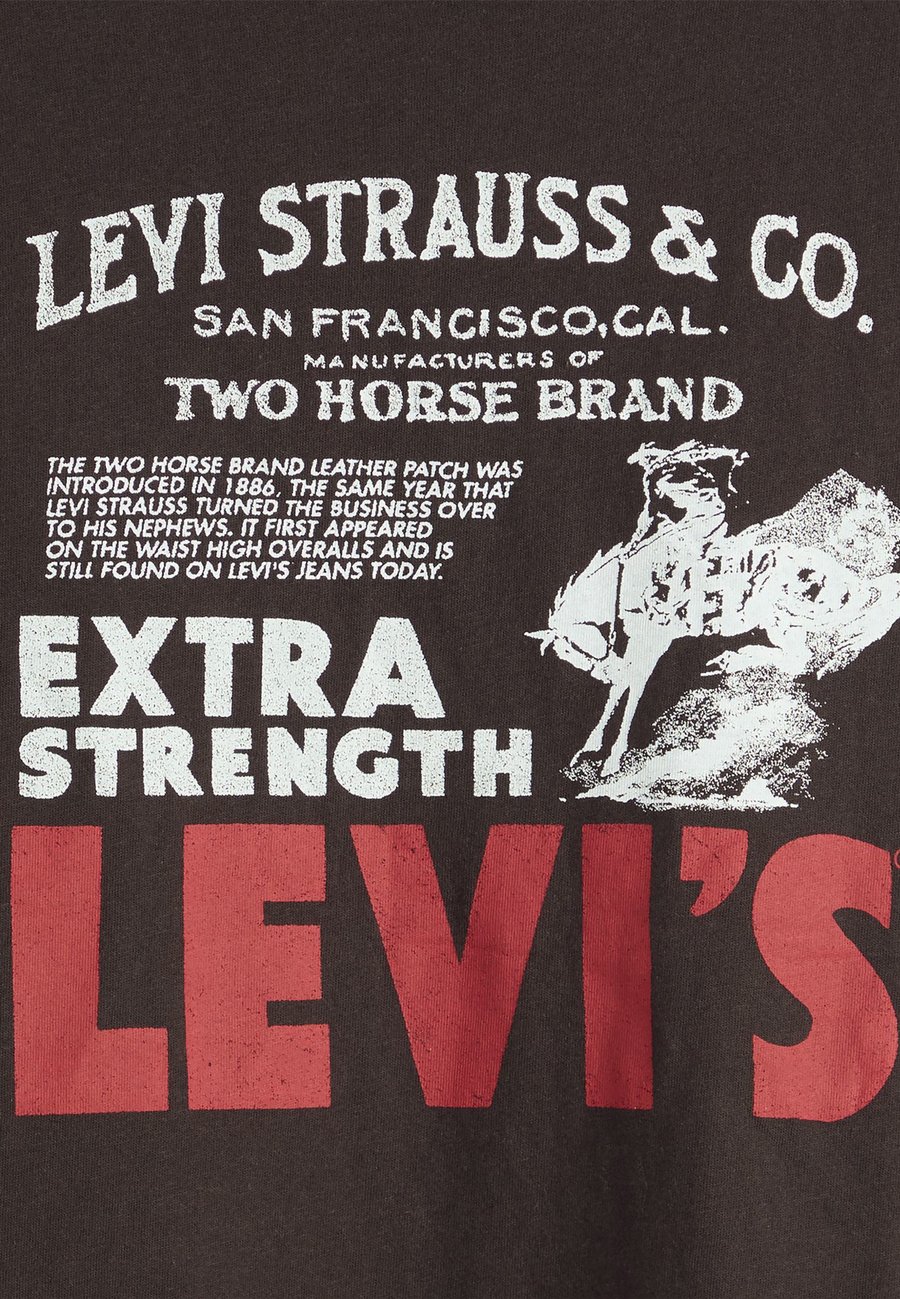 LEVI STRAUSS & CO.
SAN FRANCISCO, CAL.
MANUFACTURERS OF
TWO HORSE BRAND
THE TWO HORSE BRAND LEATHER PATCH WAS
INTRODUCED IN 1886, THE SAME YEAR THAT
LEVI STRAUSS TURNED THE BUSINESS OVER
TO HIS NEPHEWS. IT FIRST APPEARED
ON THE WAIST HIGH OVERALLS AND IS
STILL FOUND ON LEVI'S JEANS TODAY.
EXTRA
STRENGTH
LEVI'S